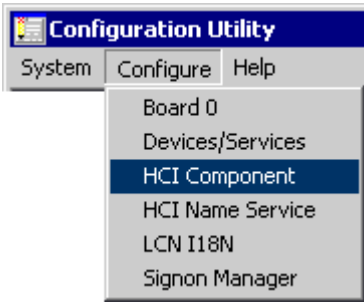 Configuration Utility
System Configure Help
Board 0
Devices/Services
HCI Component
HCI Name Service
LCN I18N
Signon Manager